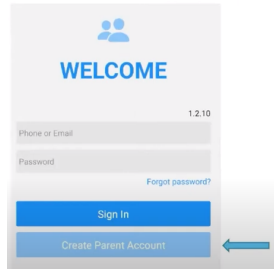 WELCOME
1.2.10
Phone or Email
Password
Forgot password?
Sign In
Create Parent Account